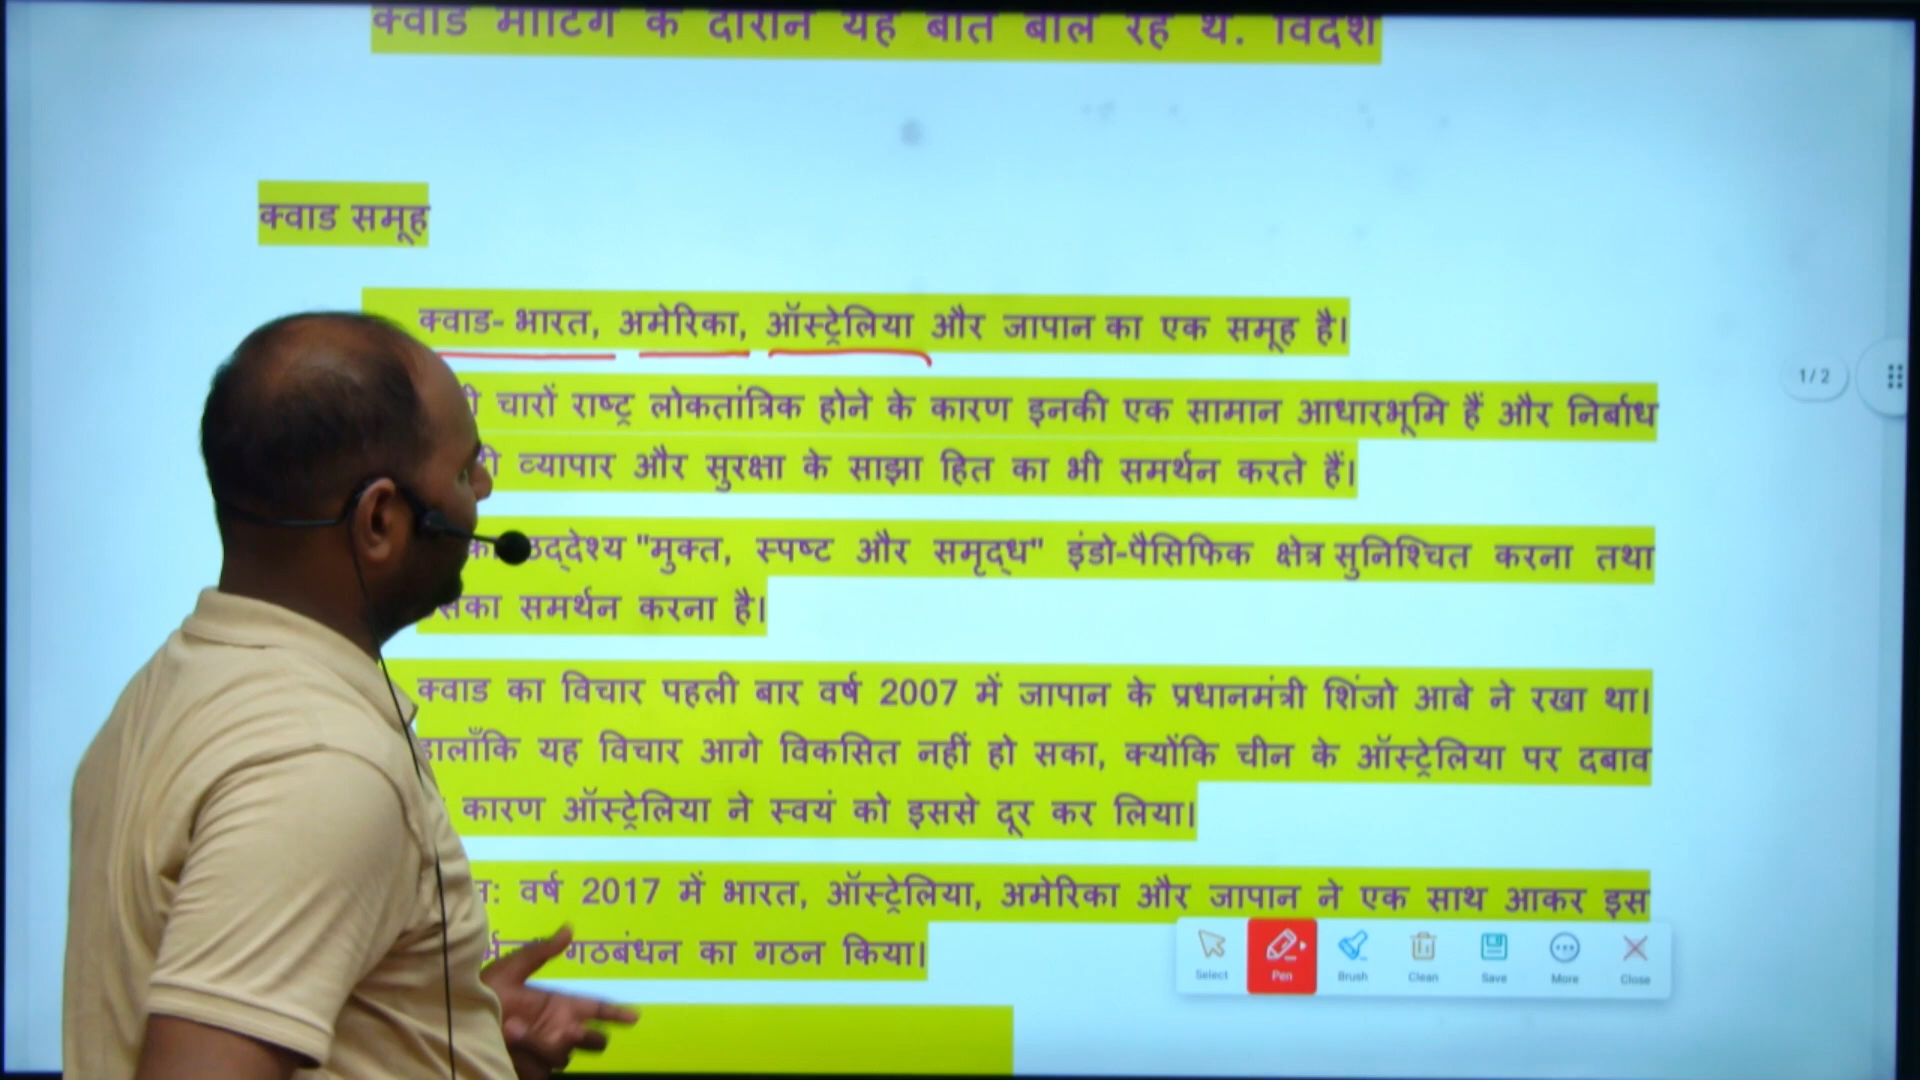 क्वाड मीटिंग के दौरान यह बात बोल रहे थे. विदेश
क्वाड समूह
क्वाड- भारत, अमेरिका, ऑस्ट्रेलिया और जापान का एक समूह है।
चारों राष्ट्र लोकतांत्रिक होने के कारण इनकी एक सामान आधारभूमि हैं और निर्बाध
व्यापार और सुरक्षा के साझा हित का भी समर्थन करते हैं।
उद्देश्य "मुक्त, स्पष्ट और समृद्ध" इंडो-पैसिफिक क्षेत्र सुनिश्चित करना तथा
समर्थन करना है।
क्वाड का विचार पहली बार वर्ष 2007 में जापान के प्रधानमंत्री शिंजो आबे ने रखा था।
हालाँकि यह विचार आगे विकसित नहीं हो सका, क्योंकि चीन के ऑस्ट्रेलिया पर दबाव
कारण ऑस्ट्रेलिया ने स्वयं को इससे दूर कर लिया।
वर्ष 2017 में भारत, ऑस्ट्रेलिया, अमेरिका और जापान ने एक साथ आकर इस
गठबंधन का गठन किया।
1/2
Select Pen Brush Clean Save More Close